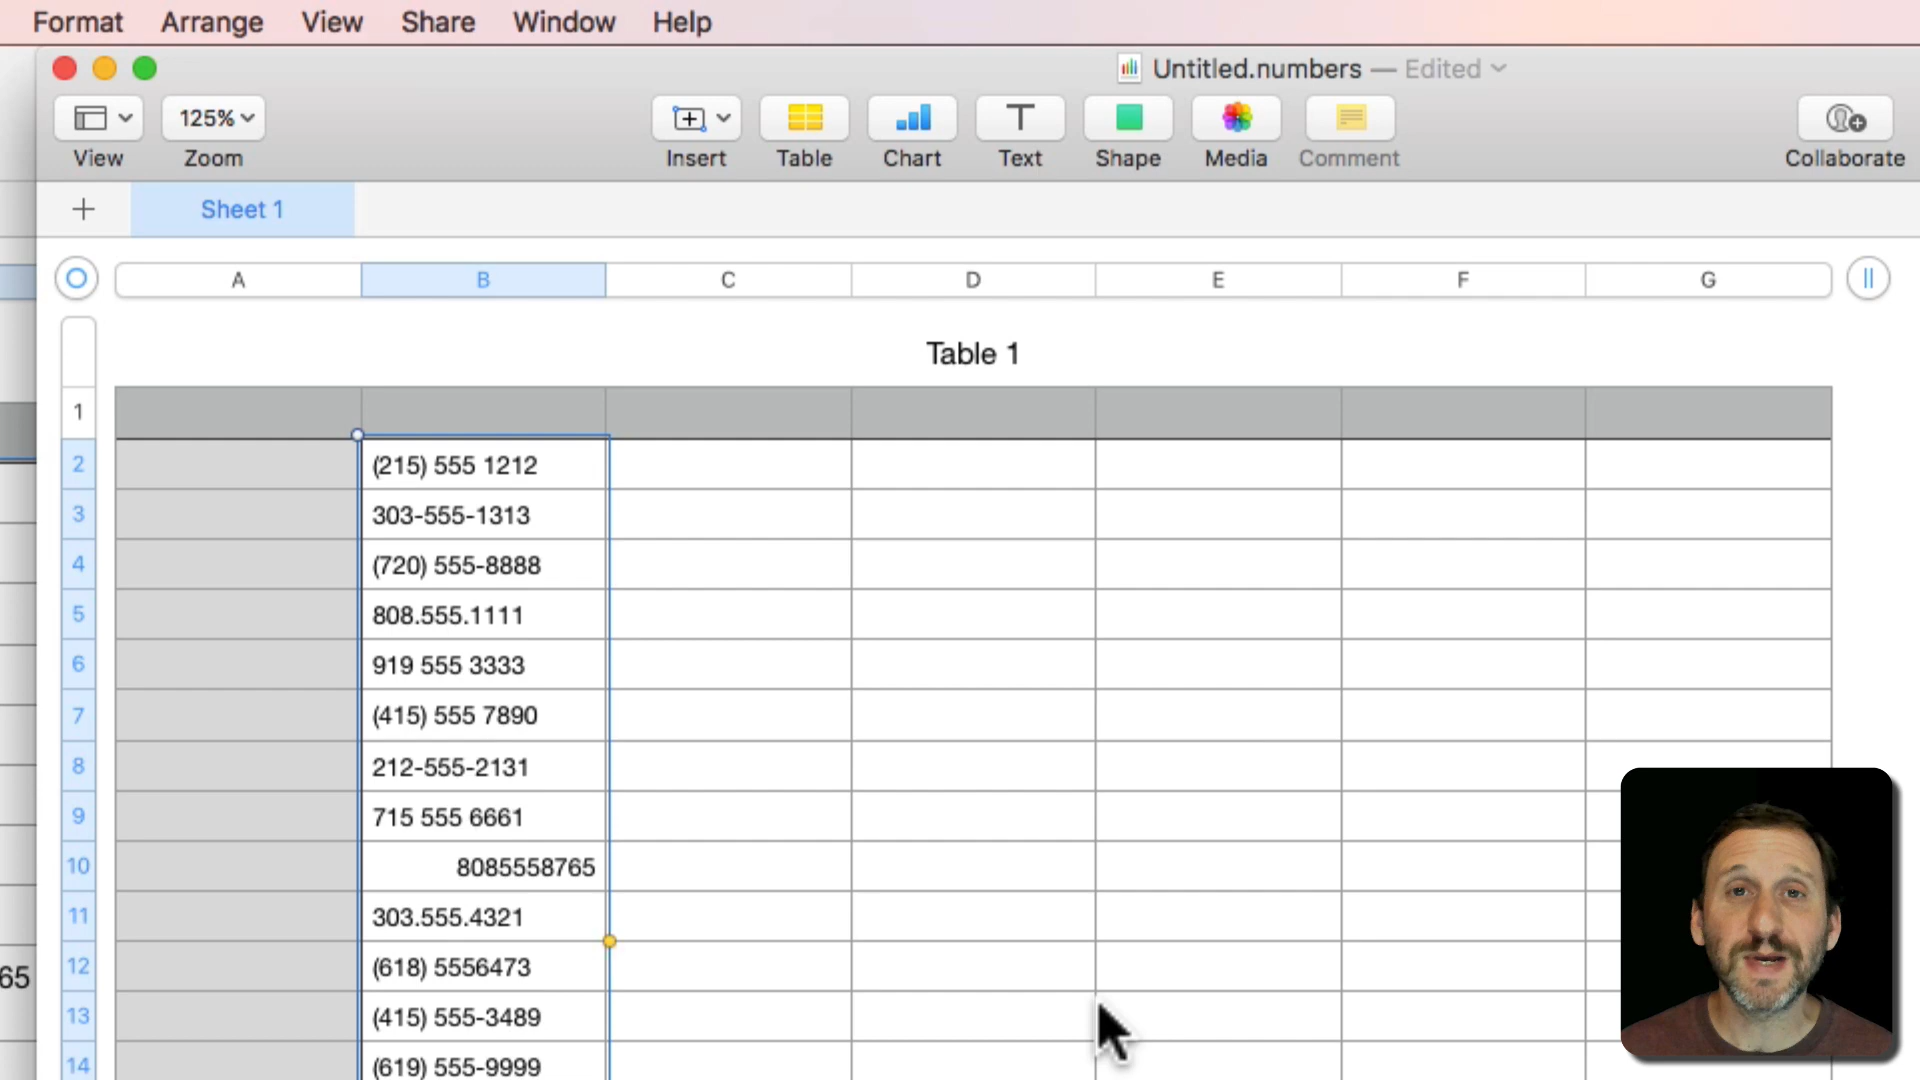 Format Arrange View Share Window Help
Untitled.numbers — Edited
125%
View Zoom Insert Table Chart Text Shape Media Comment Collaborate
+ Sheet 1
A B C D E F G
Table 1
1
2 (215) 555 1212
3 303-555-1313
4 (720) 555-8888
5 808.555.1111
6 919 555 3333
7 (415) 555 7890
8 212-555-2131
9 715 555 6661
10 8085558765
11 303.555.4321
12 (618) 5556473
65
13 (415) 555-3489
14 (619) 555-9999